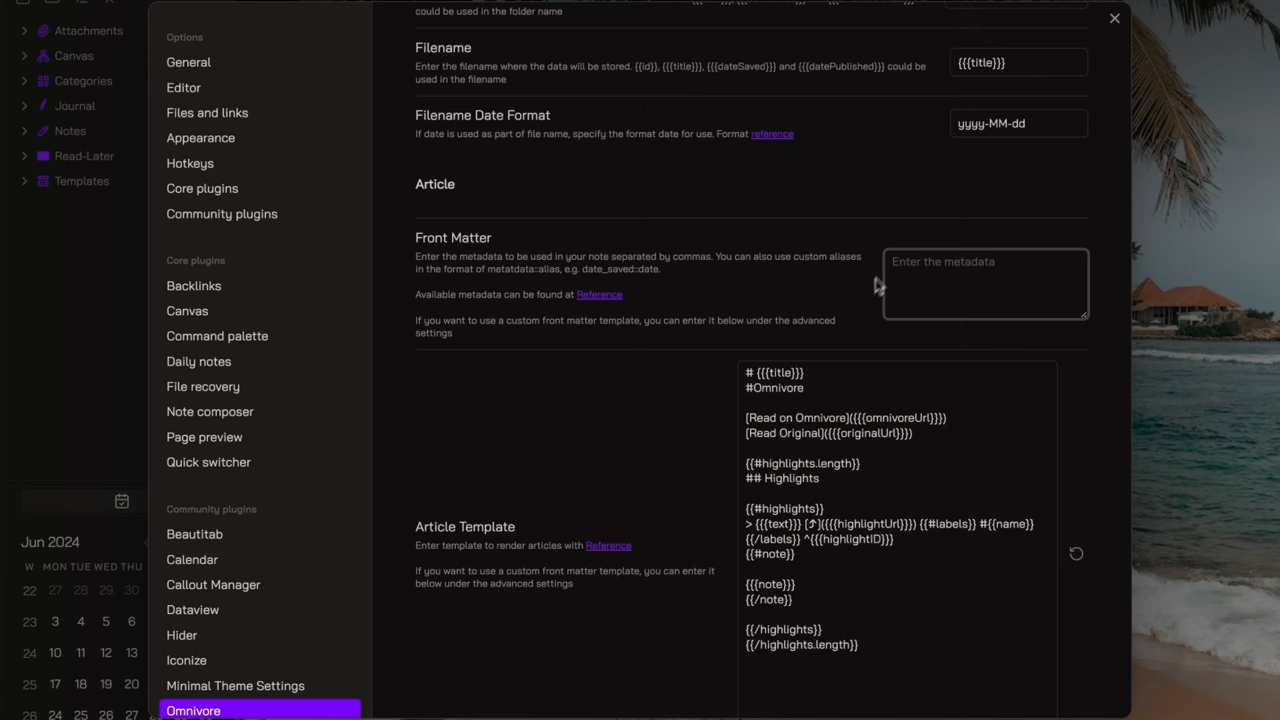 Attachments
Canvas
Categories
Journal
Notes
Read-Later
Templates
Jun 2024
W MON TUE WED THU
22 27 28 29 30
23 3 4 5 6
24 10 11 12 13
25 17 18 19 20
26 24 25 26 27
Options
General
Editor
Files and links
Appearance
Hotkeys
Core plugins
Community plugins
Core plugins
Backlinks
Canvas
Command palette
Daily notes
File recovery
Note composer
Page preview
Quick switcher
Community plugins
Beautitab
Calendar
Callout Manager
Dataview
Hider
Iconize
Minimal Theme Settings
Omnivore
could be used in the folder name
Filename
Enter the filename where the data will be stored. {{id}}, {{{title}}}, {{{dateSaved}}} and {{{datePublished}}} could be
used in the filename
{{{title}}}
Filename Date Format
If date is used as part of file name, specify the format date for use. Format reference
yyyy-MM-dd
Article
Front Matter
Enter the metadata to be used in your note separated by commas. You can also use custom aliases
in the format of metatdata::alias, e.g. date_saved::date.
Available metadata can be found at Reference
If you want to use a custom front matter template, you can enter it below under the advanced
settings
Enter the metadata
Article Template
Enter template to render articles with Reference
If you want to use a custom front matter template, you can enter it
below under the advanced settings
# {{{title}}}
#Omnivore
[Read on Omnivore]({{{omnivoreUrl}}})
[Read Original]({{{originalUrl}}})
{{#highlights.length}}
## Highlights
{{#highlights}}
> {{{text}}} [⤴]({{{highlightUrl}}}) {{#labels}} #{{name}}
{{/labels}} ^{{{highlightID}}}
{{#note}}
{{{note}}}
{{/note}}
{{/highlights}}
{{/highlights.length}}